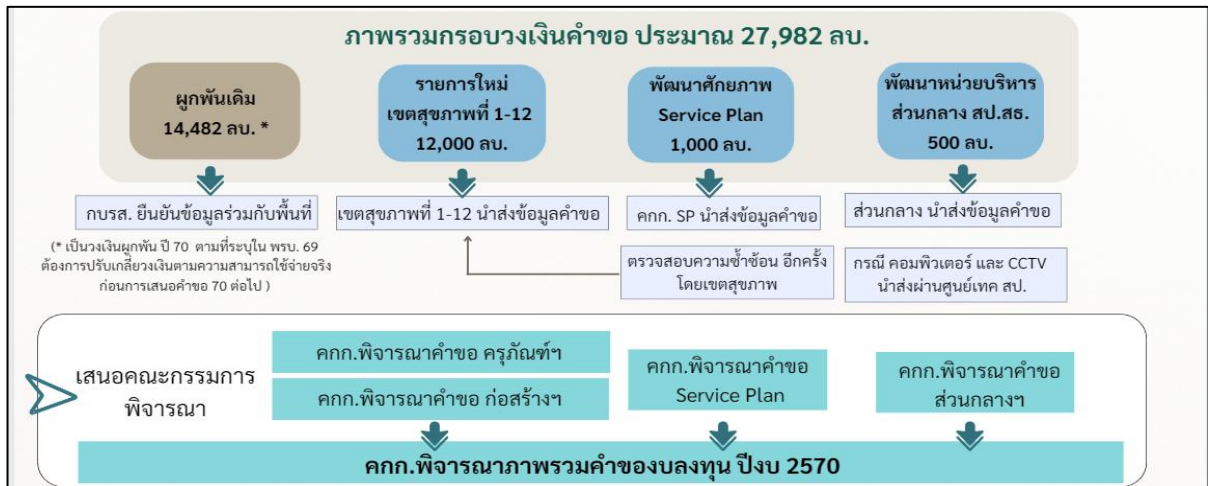 ภาพรวมกรอบวงเงินคำขอ ประมาณ 27,982 ลบ.
ผูกพันเดิม
14,482 ลบ. *
รายการใหม่
เขตสุขภาพที่ 1-12
12,000 ลบ.
พัฒนาศักยภาพ
Service Plan
1,000 ลบ.
พัฒนาหน่วยบริหาร
ส่วนกลาง สป.สธ.
500 ลบ.
กบรส. ยืนยันข้อมูลร่วมกับพื้นที่
(* เป็นวงเงินผูกพัน ปี 70 ตามที่ระบุใน พรบ. 69
ต้องการปรับเกลี่ยวงเงินตามความสามารถใช้จ่ายจริง
ก่อนการเสนอคำขอ 70 ต่อไป )
เขตสุขภาพที่ 1-12 นำส่งข้อมูลคำขอ
คกก. SP นำส่งข้อมูลคำขอ
ตรวจสอบความซ้ำซ้อน อีกครั้ง
โดยเขตสุขภาพ
ส่วนกลาง นำส่งข้อมูลคำขอ
กรณี คอมพิวเตอร์ และ CCTV
นำส่งผ่านศูนย์เทค สป.
เสนอคณะกรรมการ
พิจารณา
คกก.พิจารณาคำขอ ครุภัณฑ์ฯ
คกก.พิจารณาคำขอ ก่อสร้างฯ
คกก.พิจารณาคำขอ
Service Plan
คกก.พิจารณาคำขอ
ส่วนกลางฯ
คกก.พิจารณาภาพรวมคำของบลงทุน ปีงบ 2570